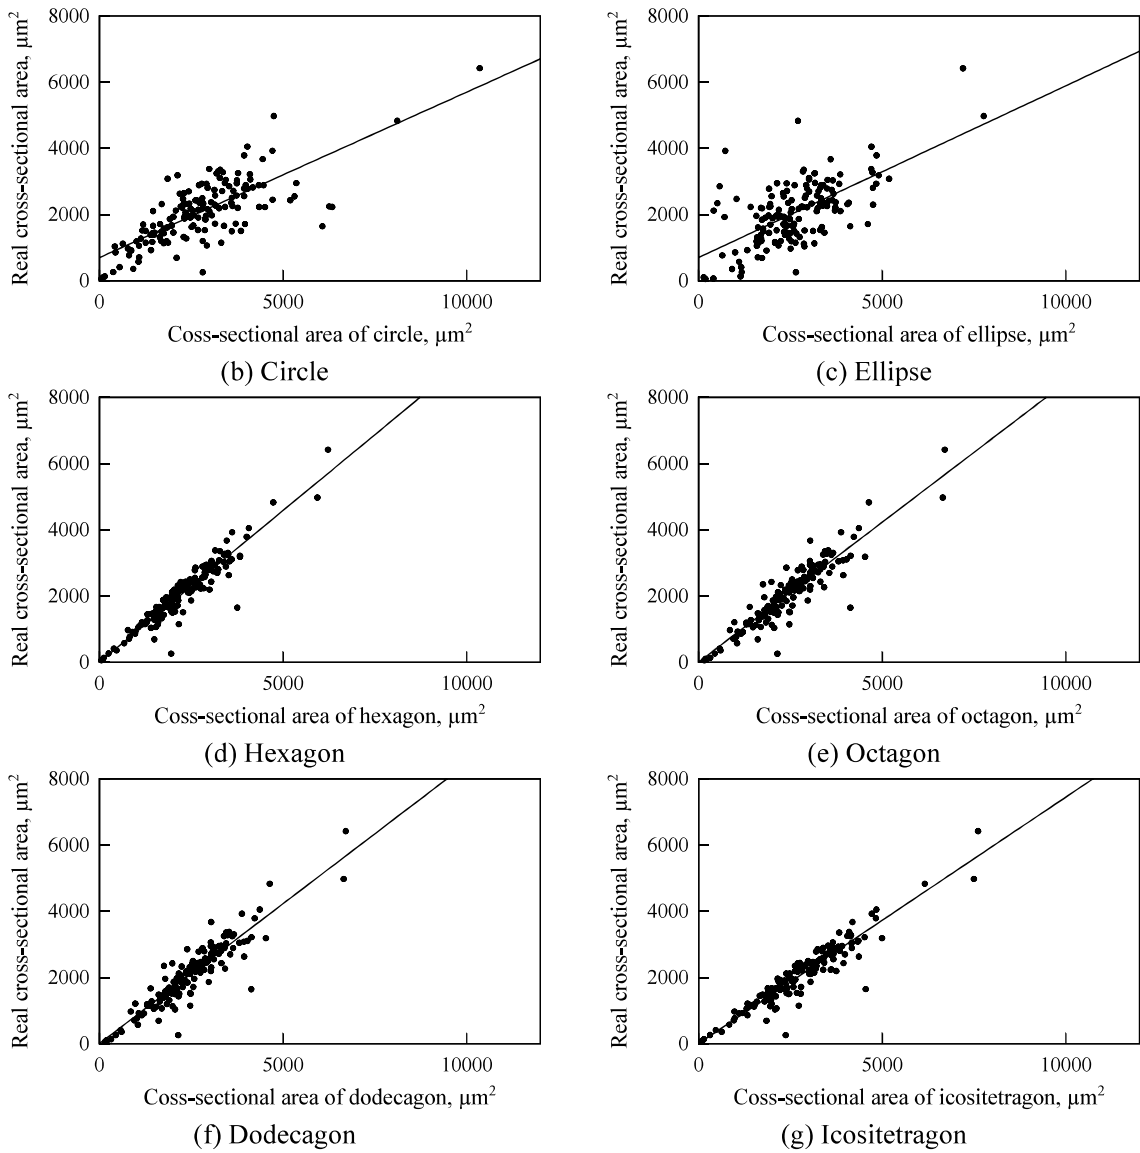 8000
6000
4000
2000
0
Real cross-sectional area, μm²
0 5000 10000
Coss-sectional area of circle, μm²
(b) Circle
8000
6000
4000
2000
0
Real cross-sectional area, μm²
0 5000 10000
Coss-sectional area of ellipse, μm²
(c) Ellipse
8000
6000
4000
2000
0
Real cross-sectional area, μm²
0 5000 10000
Coss-sectional area of hexagon, μm²
(d) Hexagon
8000
6000
4000
2000
0
Real cross-sectional area, μm²
0 5000 10000
Coss-sectional area of octagon, μm²
(e) Octagon
8000
6000
4000
2000
0
Real cross-sectional area, μm²
0 5000 10000
Coss-sectional area of dodecagon, μm²
(f) Dodecagon
8000
6000
4000
2000
0
Real cross-sectional area, μm²
0 5000 10000
Coss-sectional area of icositetragon, μm²
(g) Icositetragon